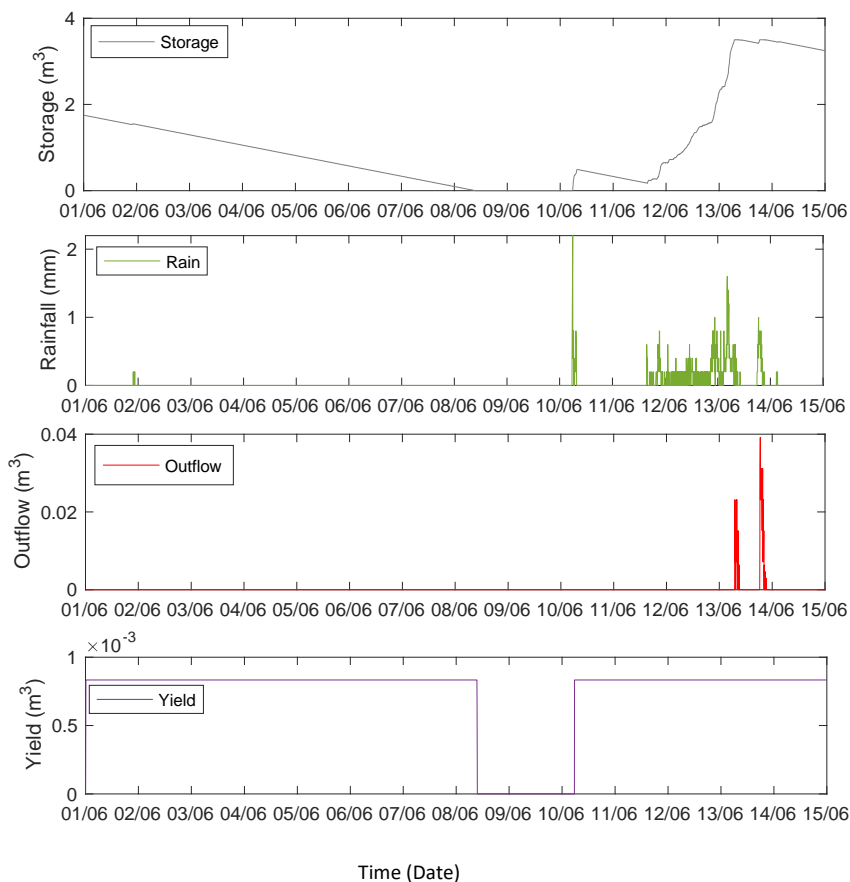 4
Storage
2
0
Storage (m3)
01/06 02/06 03/06 04/06 05/06 06/06 07/06 08/06 09/06 10/06 11/06 12/06 13/06 14/06 15/06
2
Rain
1
0
Rainfall (mm)
01/06 02/06 03/06 04/06 05/06 06/06 07/06 08/06 09/06 10/06 11/06 12/06 13/06 14/06 15/06
0.04
Outflow
0.02
0
Outflow (m3)
01/06 02/06 03/06 04/06 05/06 06/06 07/06 08/06 09/06 10/06 11/06 12/06 13/06 14/06 15/06
×10-3
1
Yield
0.5
0
Yield (m3)
01/06 02/06 03/06 04/06 05/06 06/06 07/06 08/06 09/06 10/06 11/06 12/06 13/06 14/06 15/06
Time (Date)